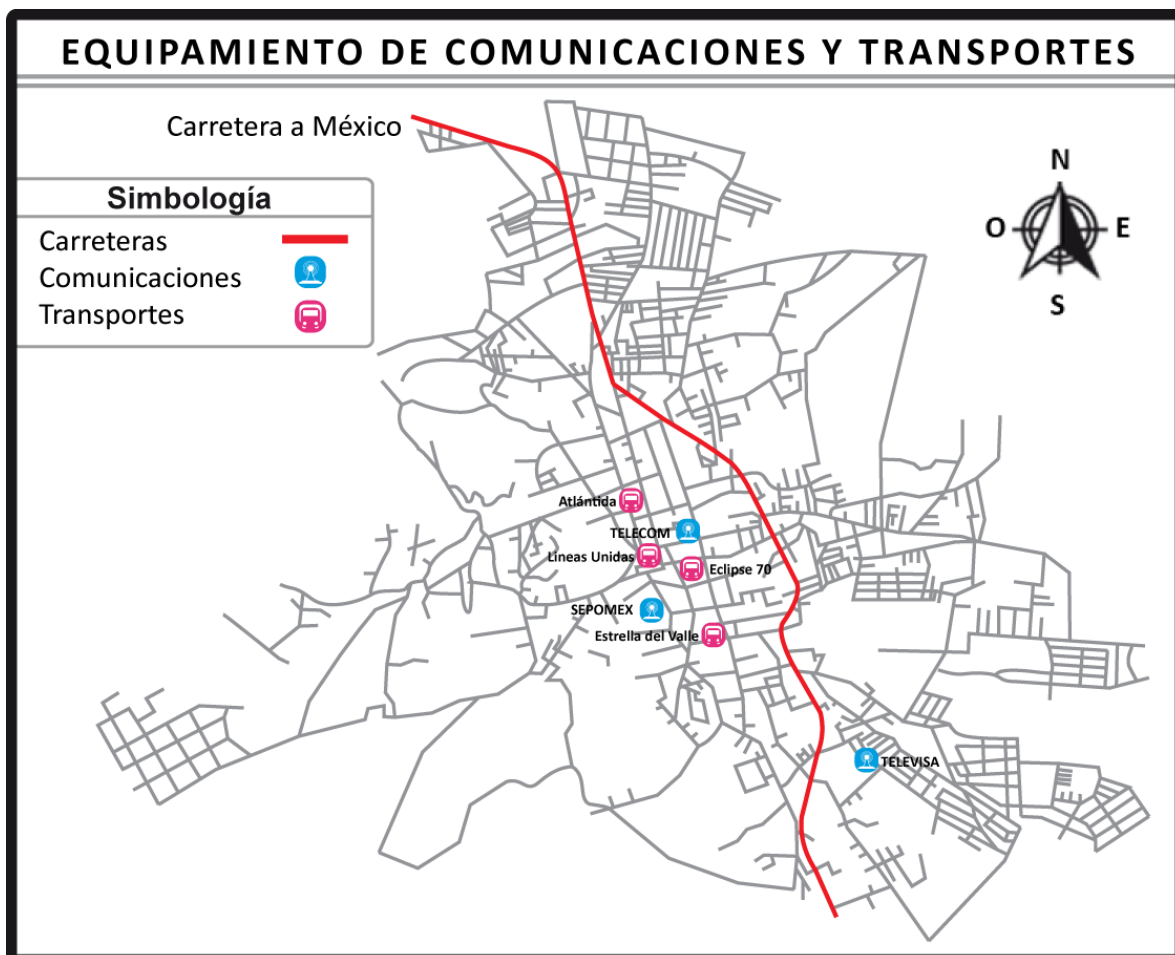 EQUIPAMIENTO DE COMUNICACIONES Y TRANSPORTES
Carretera a México
Simbología
Carreteras
Comunicaciones
Transportes
N
O E
S
Atlántida
TELECOM
Líneas Unidas
Eclipse 70
SEPOMEX
Estrella del Valle
TELEVISA